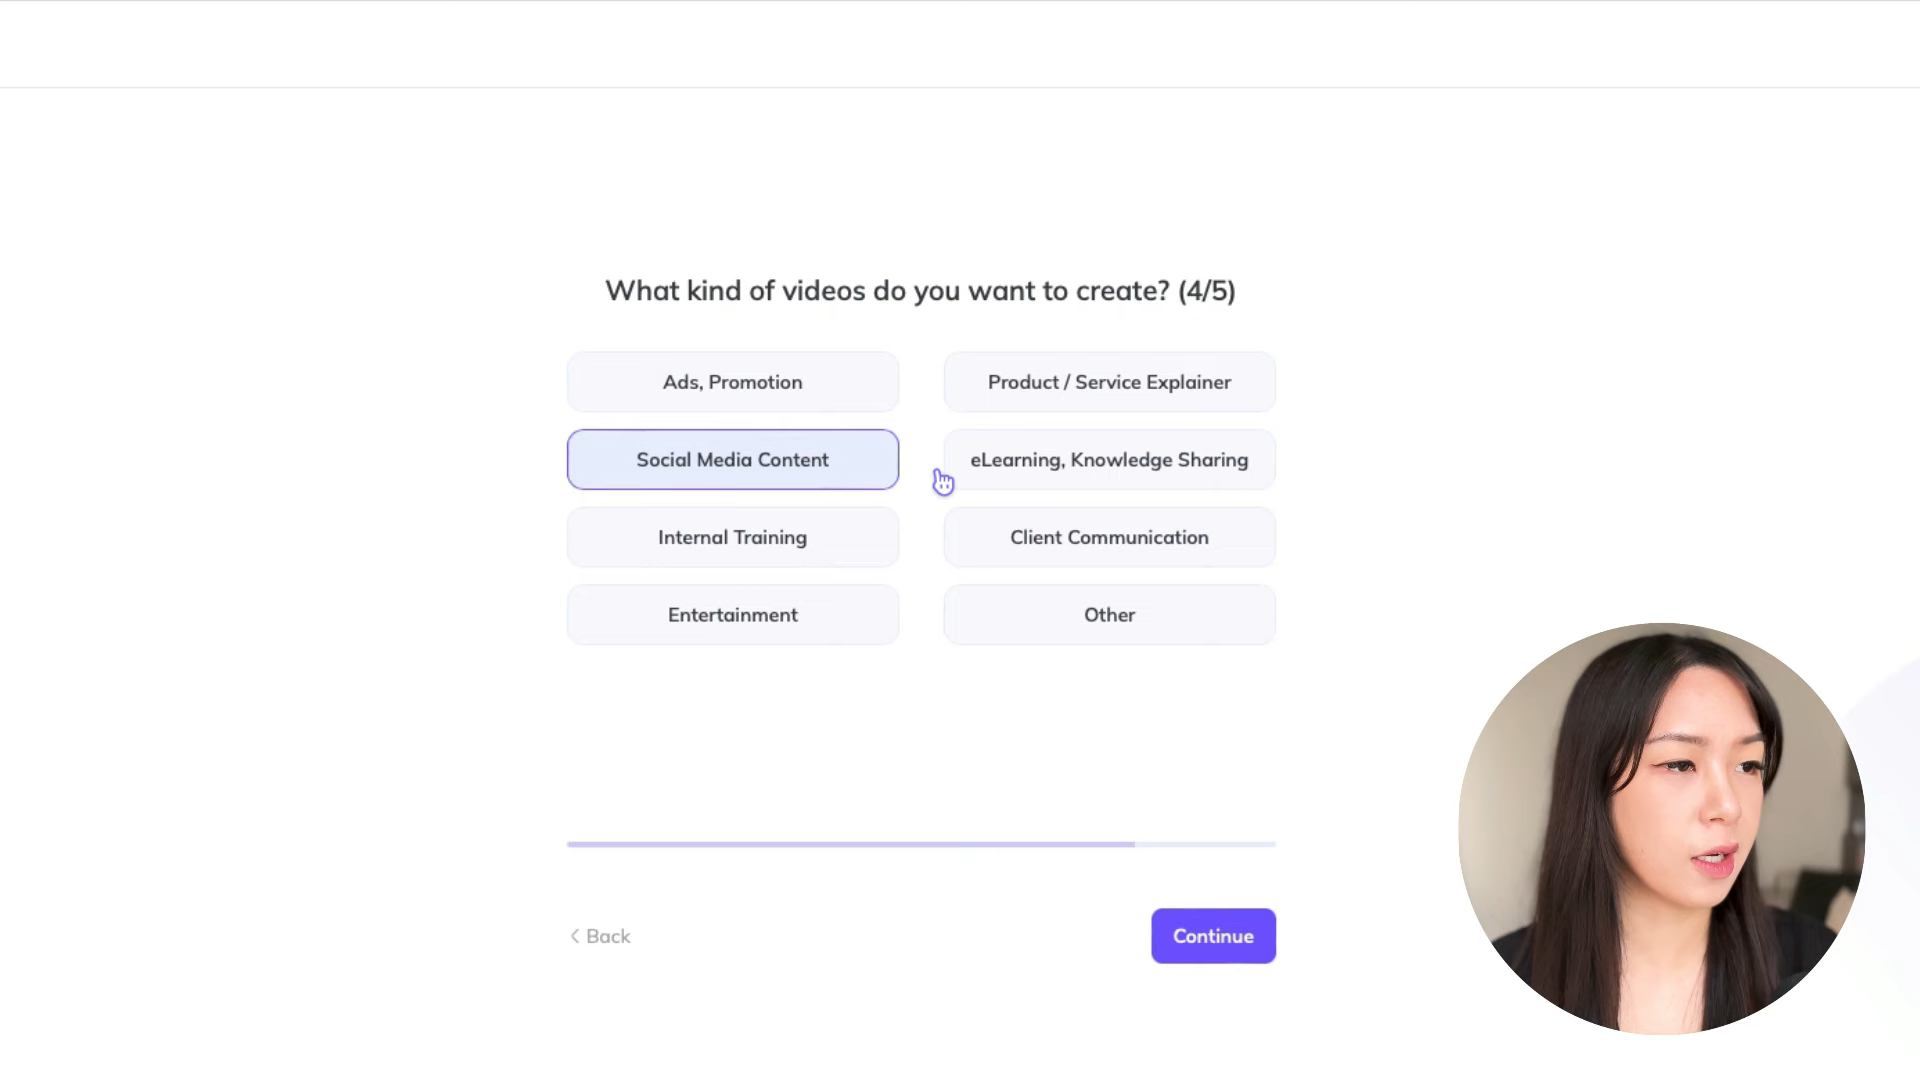 What kind of videos do you want to create? (4/5)
Ads, Promotion
Product / Service Explainer
Social Media Content
eLearning, Knowledge Sharing
Internal Training
Client Communication
Entertainment
Other
Back
Continue